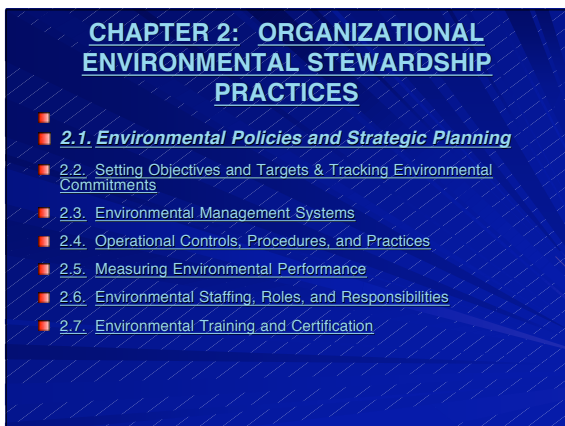 CHAPTER 2: ORGANIZATIONAL
ENVIRONMENTAL STEWARDSHIP
PRACTICES
2.1. Environmental Policies and Strategic Planning
2.2. Setting Objectives and Targets & Tracking Environmental
Commitments
2.3. Environmental Management Systems
2.4. Operational Controls, Procedures, and Practices
2.5. Measuring Environmental Performance
2.6. Environmental Staffing, Roles, and Responsibilities
2.7. Environmental Training and Certification